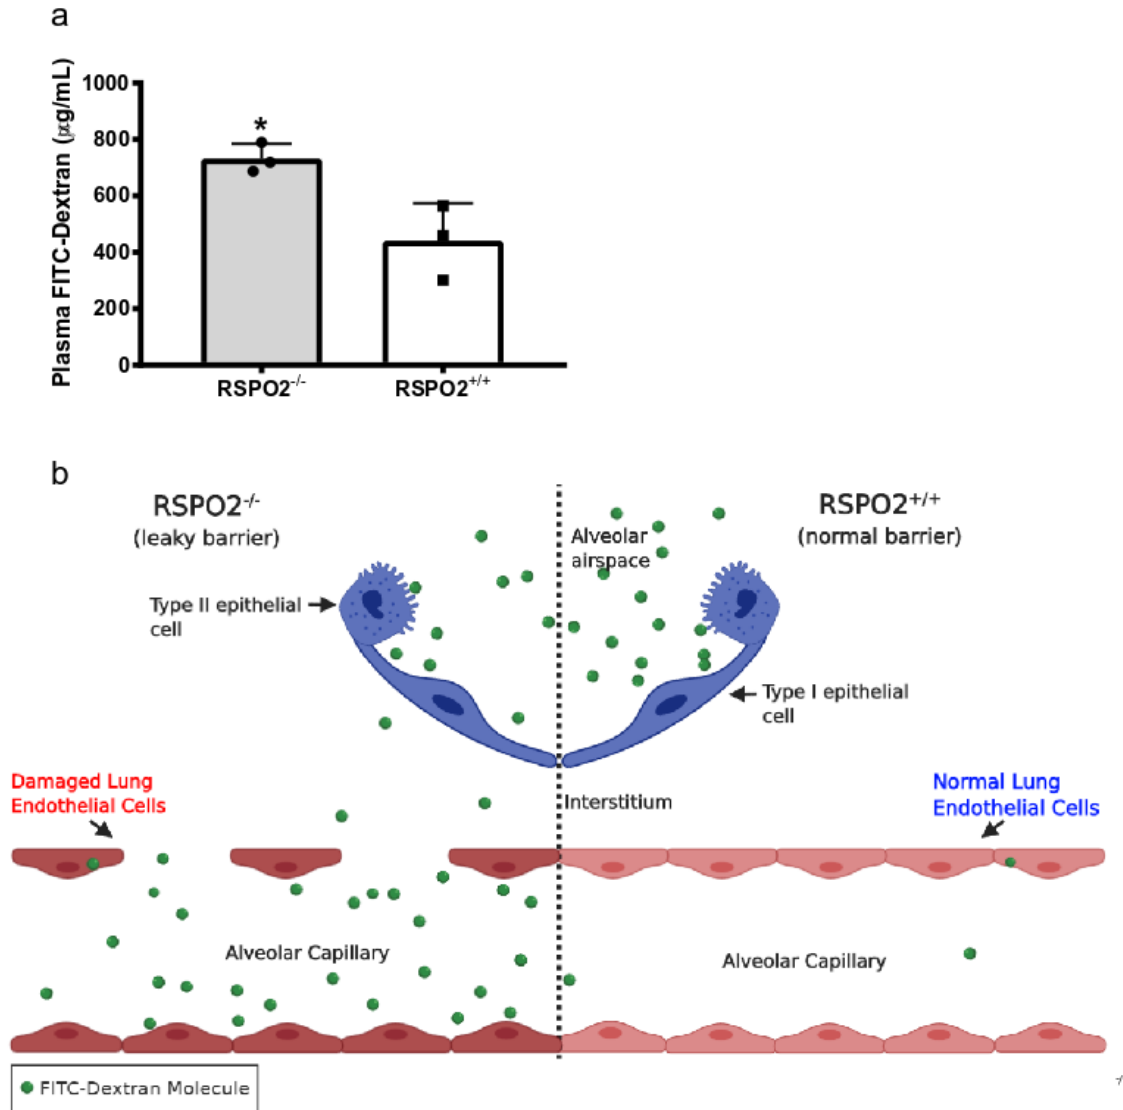 a
Plasma FITC-Dextran (µg/mL)
1000
800
600
400
200
0
*
RSPO2-/-
RSPO2+/+
b
RSPO2-/-
(leaky barrier)
RSPO2+/+
(normal barrier)
Alveolar
airspace
Type II epithelial
cell
Type I epithelial
cell
Damaged Lung
Endothelial Cells
Interstitium
Normal Lung
Endothelial Cells
Alveolar Capillary
Alveolar Capillary
FITC-Dextran Molecule
-/